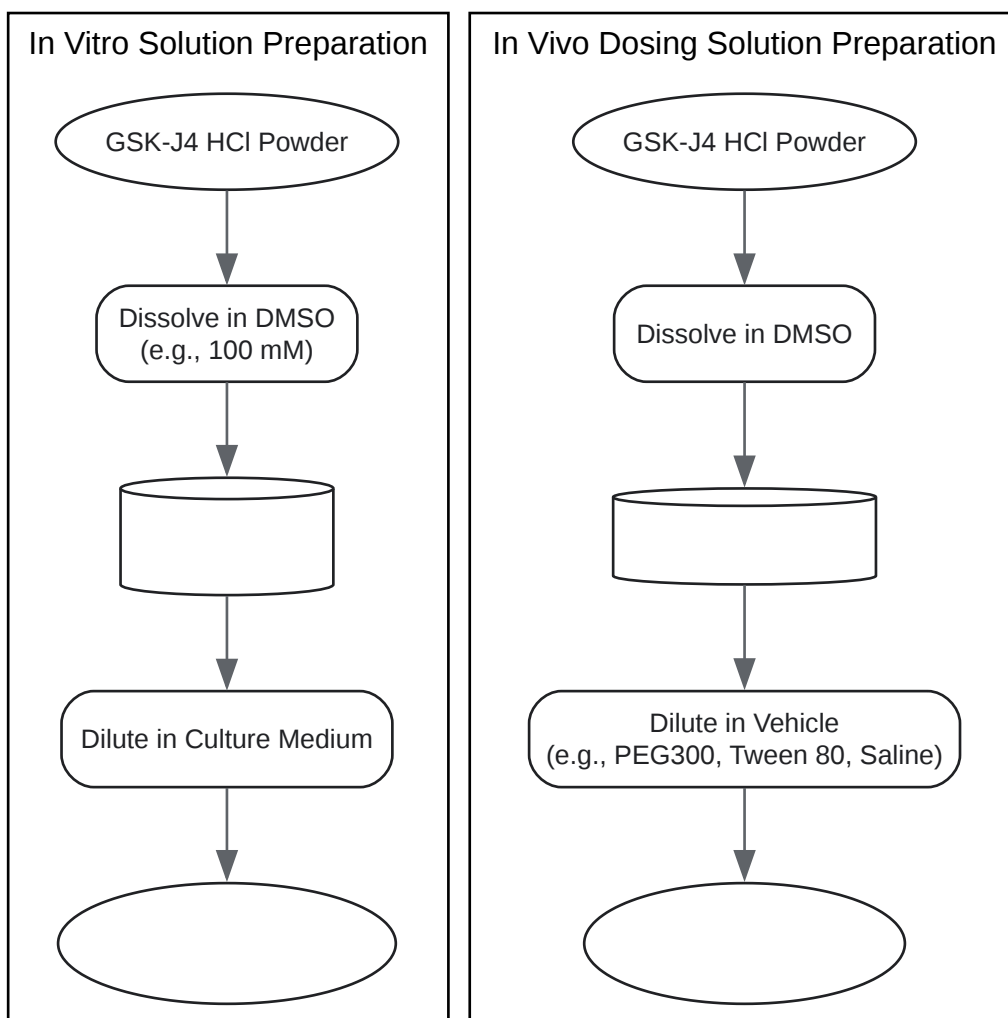 In Vitro Solution Preparation
GSK-J4 HCl Powder
Dissolve in DMSO
(e.g., 100 mM)
Dilute in Culture Medium
In Vivo Dosing Solution Preparation
GSK-J4 HCl Powder
Dissolve in DMSO
Dilute in Vehicle
(e.g., PEG300, Tween 80, Saline)